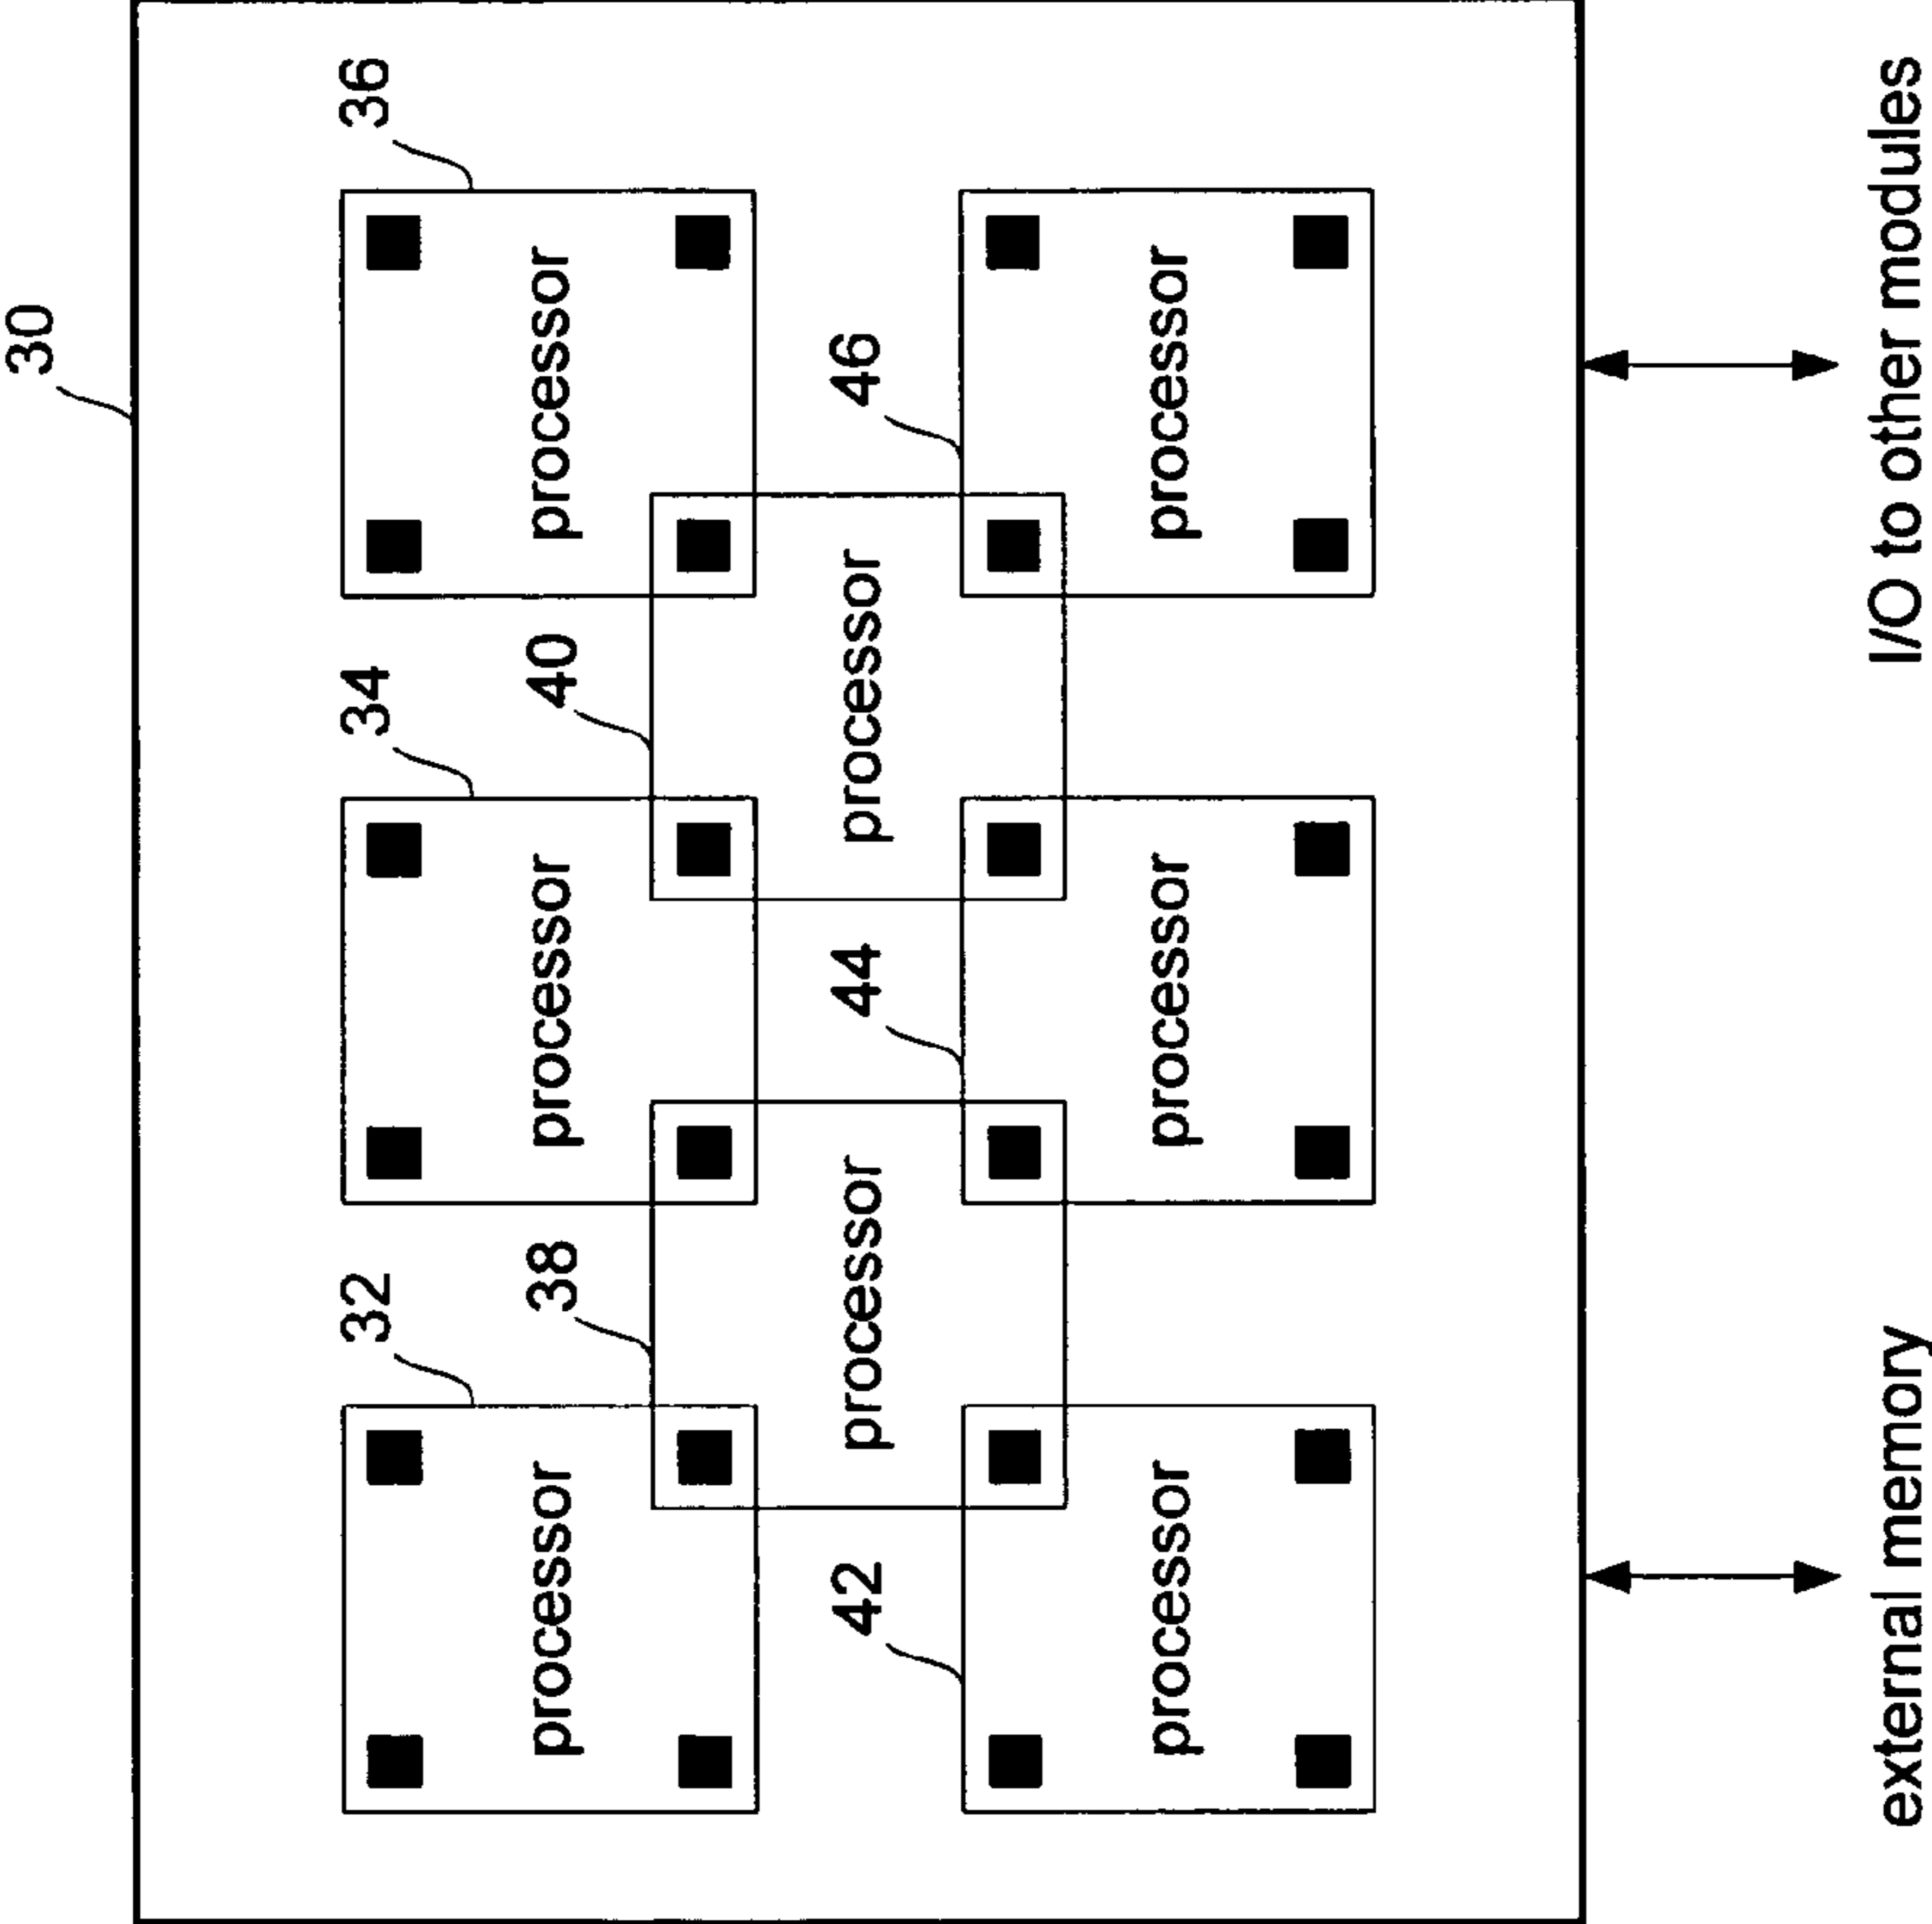 30
32
34
36
processor
processor
processor
38
40
42
44
46
processor
processor
processor
processor
processor
external memory
I/O to other modules